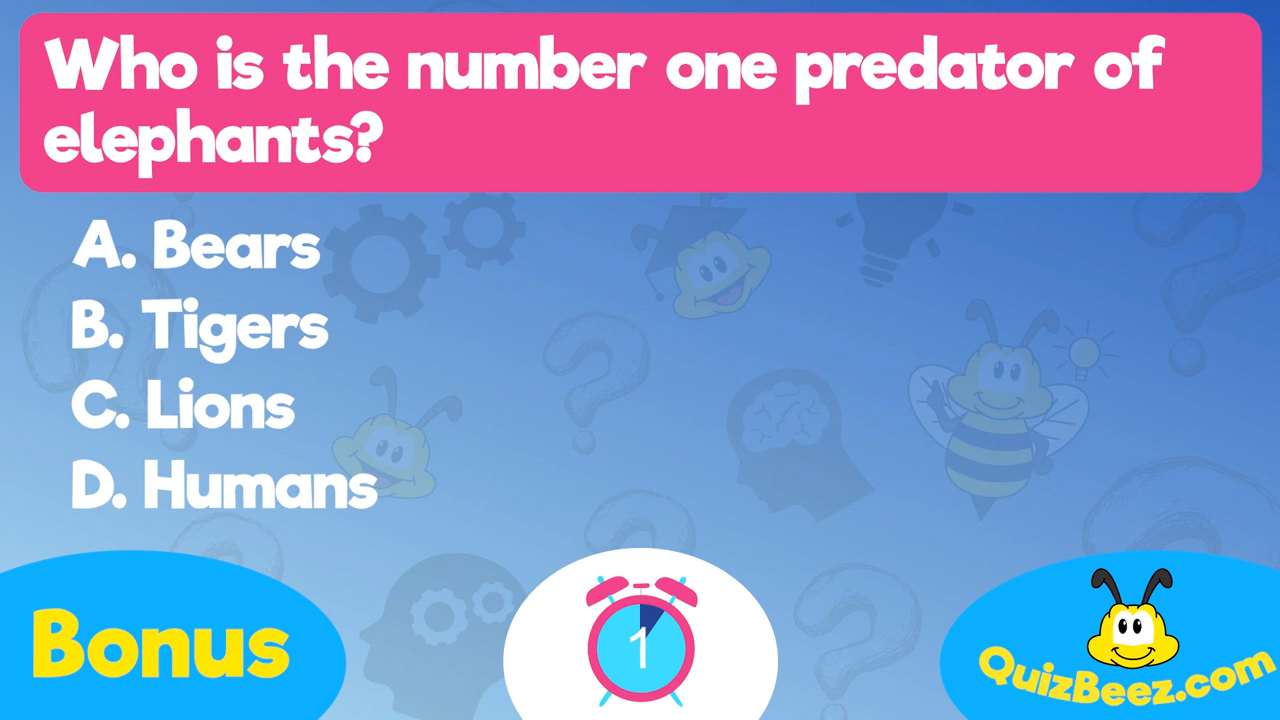 Who is the number one predator of
elephants?
A. Bears
B. Tigers
C. Lions
D. Humans
Bonus
1
QuizBeez.com